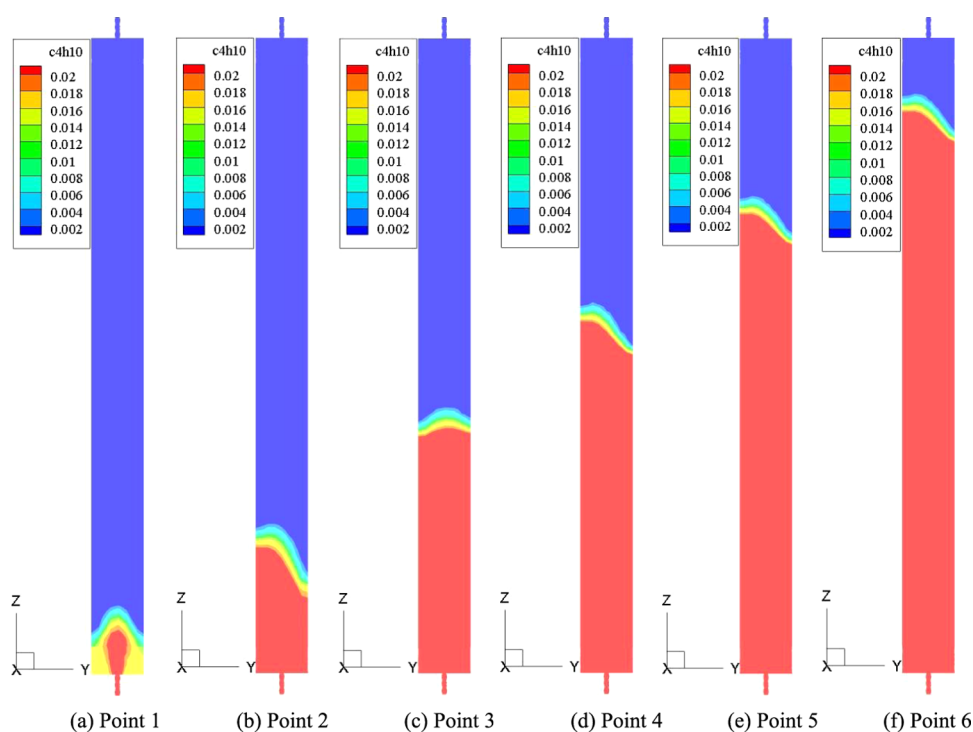 c4h10
0.02
0.018
0.016
0.014
0.012
0.01
0.008
0.006
0.004
0.002
Z
X
Y
(a) Point 1
c4h10
0.02
0.018
0.016
0.014
0.012
0.01
0.008
0.006
0.004
0.002
Z
X
Y
(b) Point 2
c4h10
0.02
0.018
0.016
0.014
0.012
0.01
0.008
0.006
0.004
0.002
Z
X
Y
(c) Point 3
c4h10
0.02
0.018
0.016
0.014
0.012
0.01
0.008
0.006
0.004
0.002
Z
X
Y
(d) Point 4
c4h10
0.02
0.018
0.016
0.014
0.012
0.01
0.008
0.006
0.004
0.002
Z
X
Y
(e) Point 5
c4h10
0.02
0.018
0.016
0.014
0.012
0.01
0.008
0.006
0.004
0.002
Z
X
Y
(f) Point 6